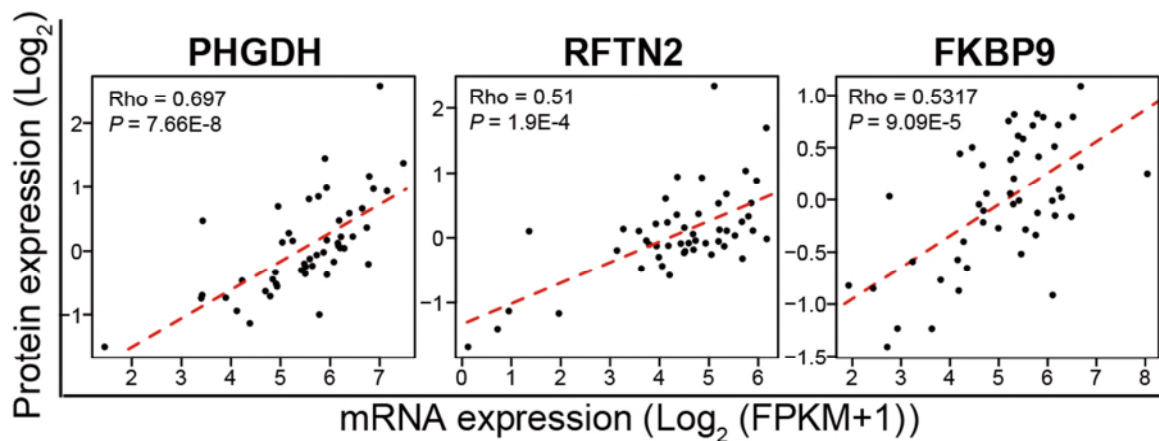 PHGDH
RFTN2
FKBP9
Protein expression (Log2)
Rho = 0.697
P = 7.66E-8
2
1
0
−1
2 3 4 5 6 7
Rho = 0.51
P = 1.9E-4
2
1
0
−1
0 1 2 3 4 5 6
Rho = 0.5317
P = 9.09E-5
1.0
0.5
0.0
−0.5
−1.0
−1.5
2 3 4 5 6 7 8
mRNA expression (Log2 (FPKM+1))